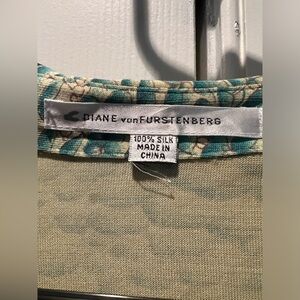 DIANE VON FURSTENBERG
100% SILK
MADE IN
CHINA